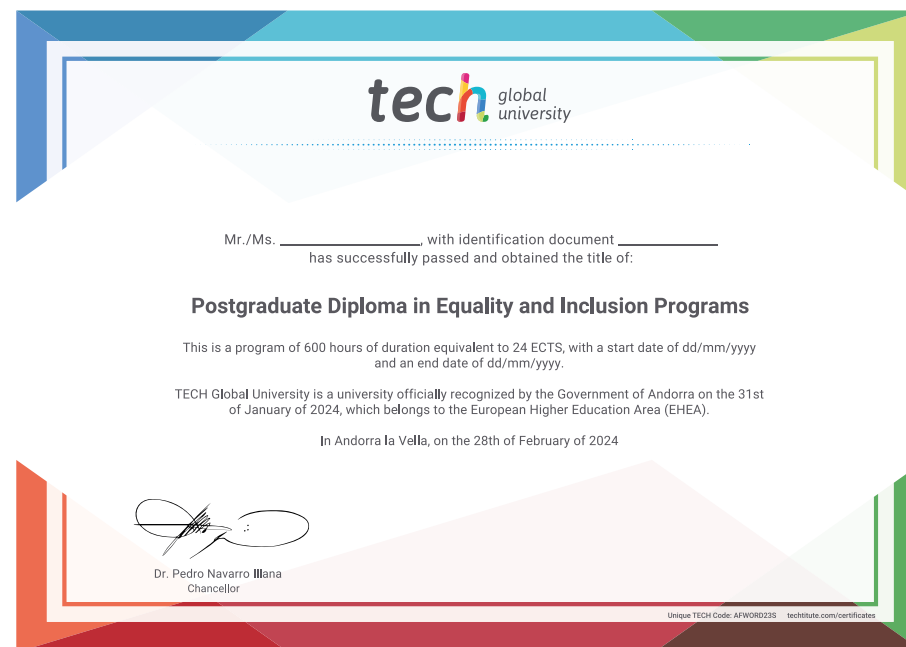 tech global
university
Mr./Ms. ____________________, with identification document ______________
has successfully passed and obtained the title of:
Postgraduate Diploma in Equality and Inclusion Programs
This is a program of 600 hours of duration equivalent to 24 ECTS, with a start date of dd/mm/yyyy
and an end date of dd/mm/yyyy.
TECH Global University is a university officially recognized by the Government of Andorra on the 31st
of January of 2024, which belongs to the European Higher Education Area (EHEA).
In Andorra la Vella, on the 28th of February of 2024
Dr. Pedro Navarro Illana
Chancellor
Unique TECH Code: AFWORD23S techtitute.com/certificates